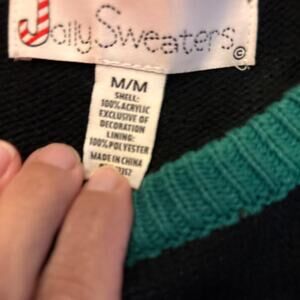 Jolly Sweaters
©
M/M
SHELL:
100% ACRYLIC
EXCLUSIVE OF
DECORATION
LINING:
100% POLYESTER
MADE IN CHINA